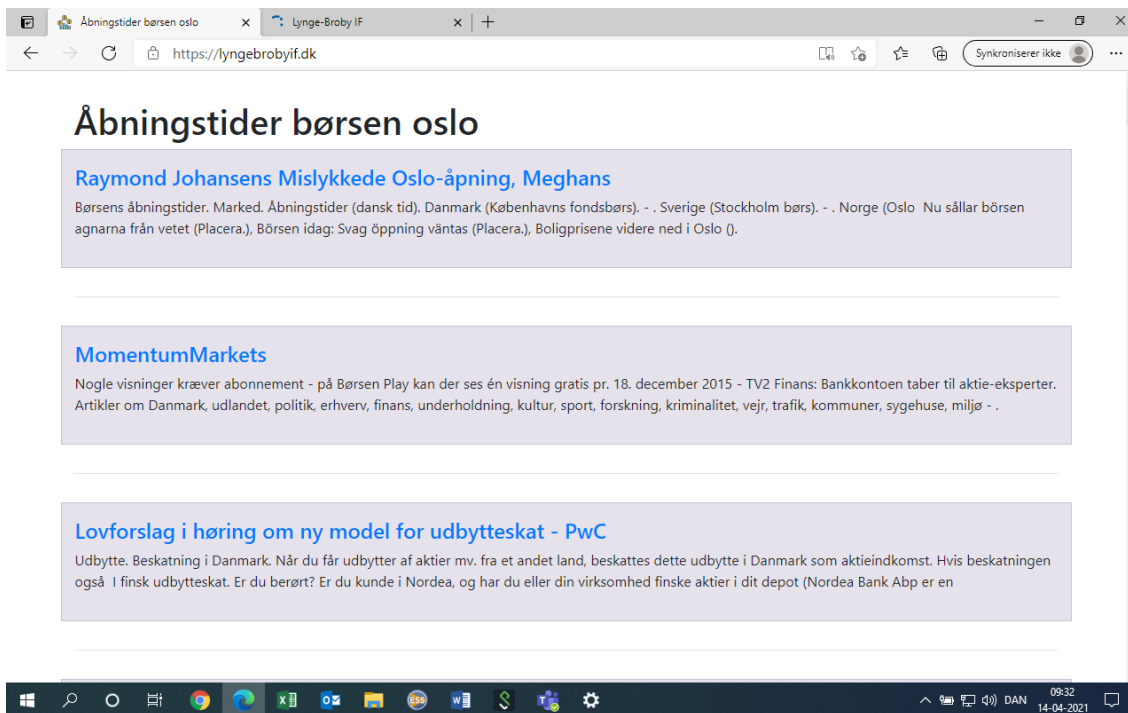 Åbningstider børsen oslo
Lynge-Broby IF
https://lyngebrobyif.dk
Synkroniserer ikke
Åbningstider børsen oslo
Raymond Johansens Mislykkede Oslo-åpning, Meghans
Børsens åbningstider. Marked. Åbningstider (dansk tid). Danmark (Københavns fondsbørs). - . Sverige (Stockholm børs). - . Norge (Oslo Nu sållar börsen
agnarna från vetet (Placera.), Börsen idag: Svag öppning väntas (Placera.), Boligprisene videre ned i Oslo ().
MomentumMarkets
Nogle visninger kræver abonnement - på Børsen Play kan der ses én visning gratis pr. 18. december 2015 - TV2 Finans: Bankkontoen taber til aktie-eksperter.
Artikler om Danmark, udlandet, politik, erhverv, finans, underholdning, kultur, sport, forskning, kriminalitet, vejr, trafik, kommuner, sygehuse, miljø - .
Lovforslag i høring om ny model for udbytteskat - PwC
Udbytte. Beskatning i Danmark. Når du får udbytter af aktier mv. fra et andet land, beskattes dette udbytte i Danmark som aktieindkomst. Hvis beskatningen
også I finsk udbytteskat. Er du berørt? Er du kunde i Nordea, og har du eller din virksomhed finske aktier i dit depot (Nordea Bank Abp er en
ESS
DAN
09:32
14-04-2021